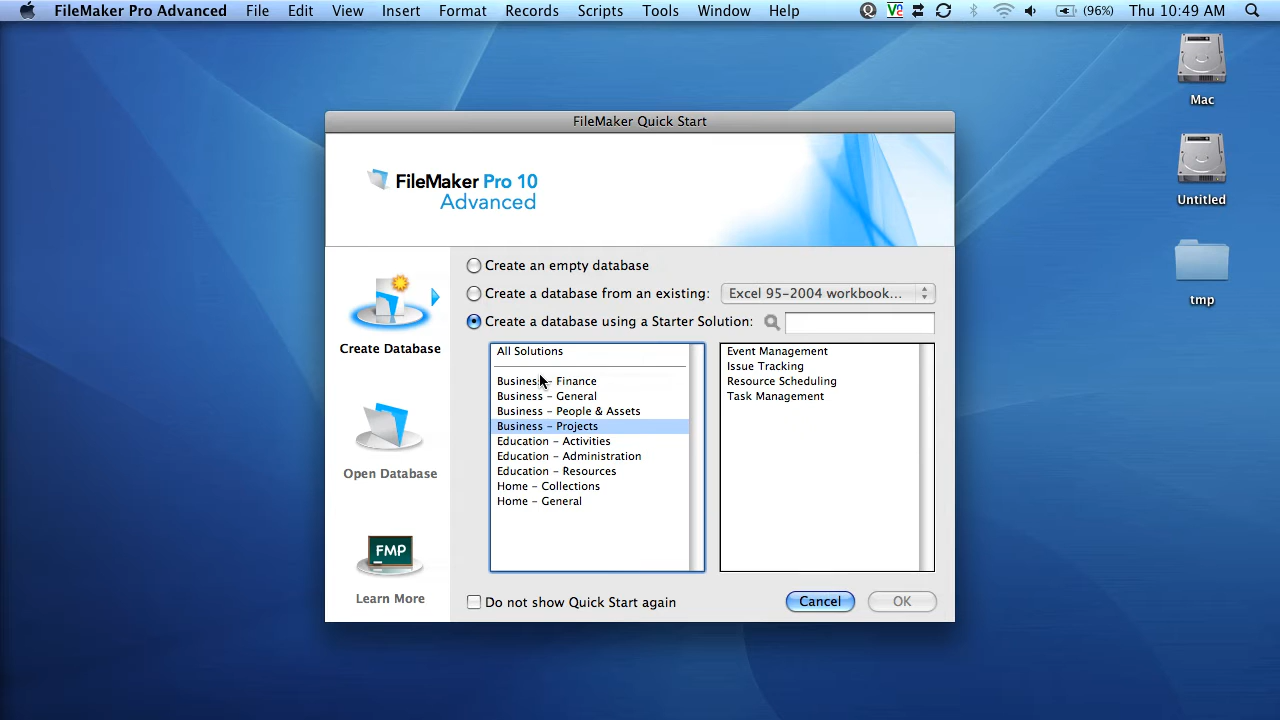 FileMaker Pro Advanced File Edit View Insert Format Records Scripts Tools Window Help (96%) Thu 10:49 AM
Mac
Untitled
tmp
FileMaker Quick Start
FileMaker Pro 10
Advanced
Create Database
Open Database
FMP
Learn More
Create an empty database
Create a database from an existing: Excel 95-2004 workbook...
Create a database using a Starter Solution:
All Solutions
Business - Finance
Business - General
Business - People & Assets
Business - Projects
Education - Activities
Education - Administration
Education - Resources
Home - Collections
Home - General
Event Management
Issue Tracking
Resource Scheduling
Task Management
Do not show Quick Start again
Cancel OK